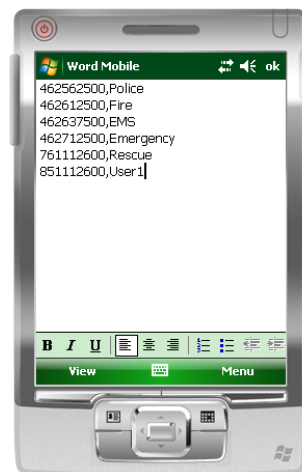 Word Mobile ok
462562500,Police
462612500,Fire
462637500,EMS
462712500,Emergency
761112600,Rescue
851112600,User1
B I U
View Menu